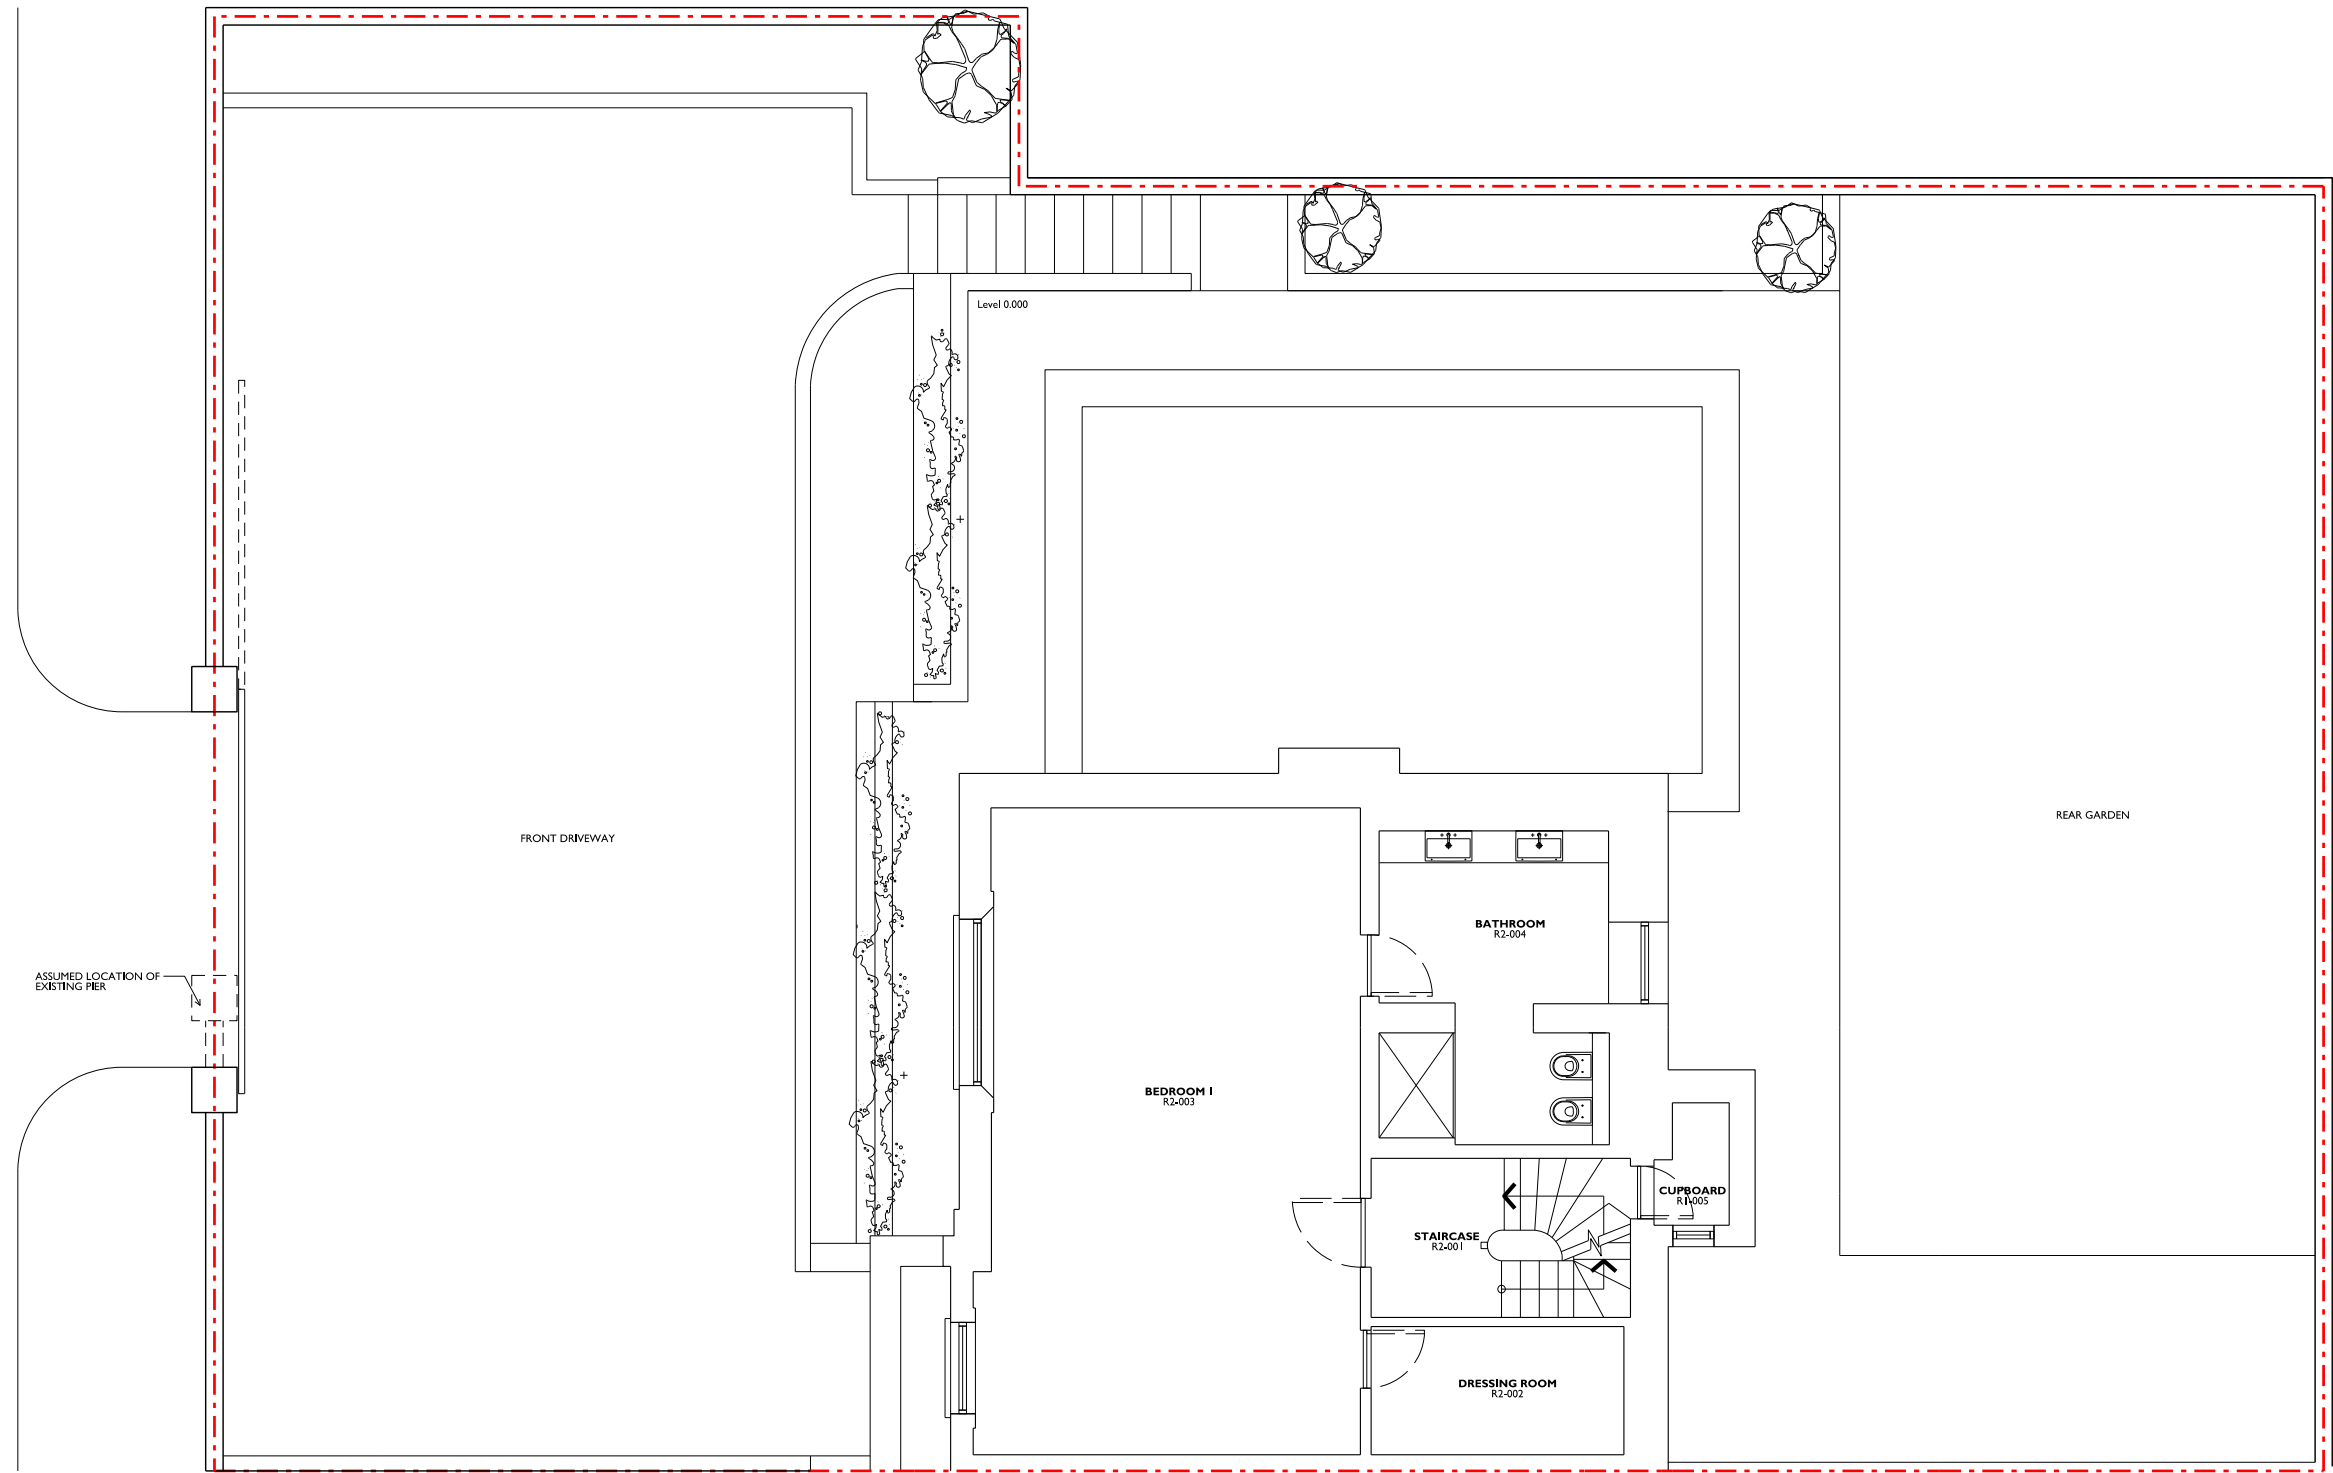 Level 0.000
REAR GARDEN
FRONT DRIVEWAY
BATHROOM
R2-004
ASSUMED LOCATION OF
EXISTING PIER
BEDROOM 1
R2-003
CUPBOARD
R1-005
STAIRCASE
R2-001
DRESSING ROOM
R2-002